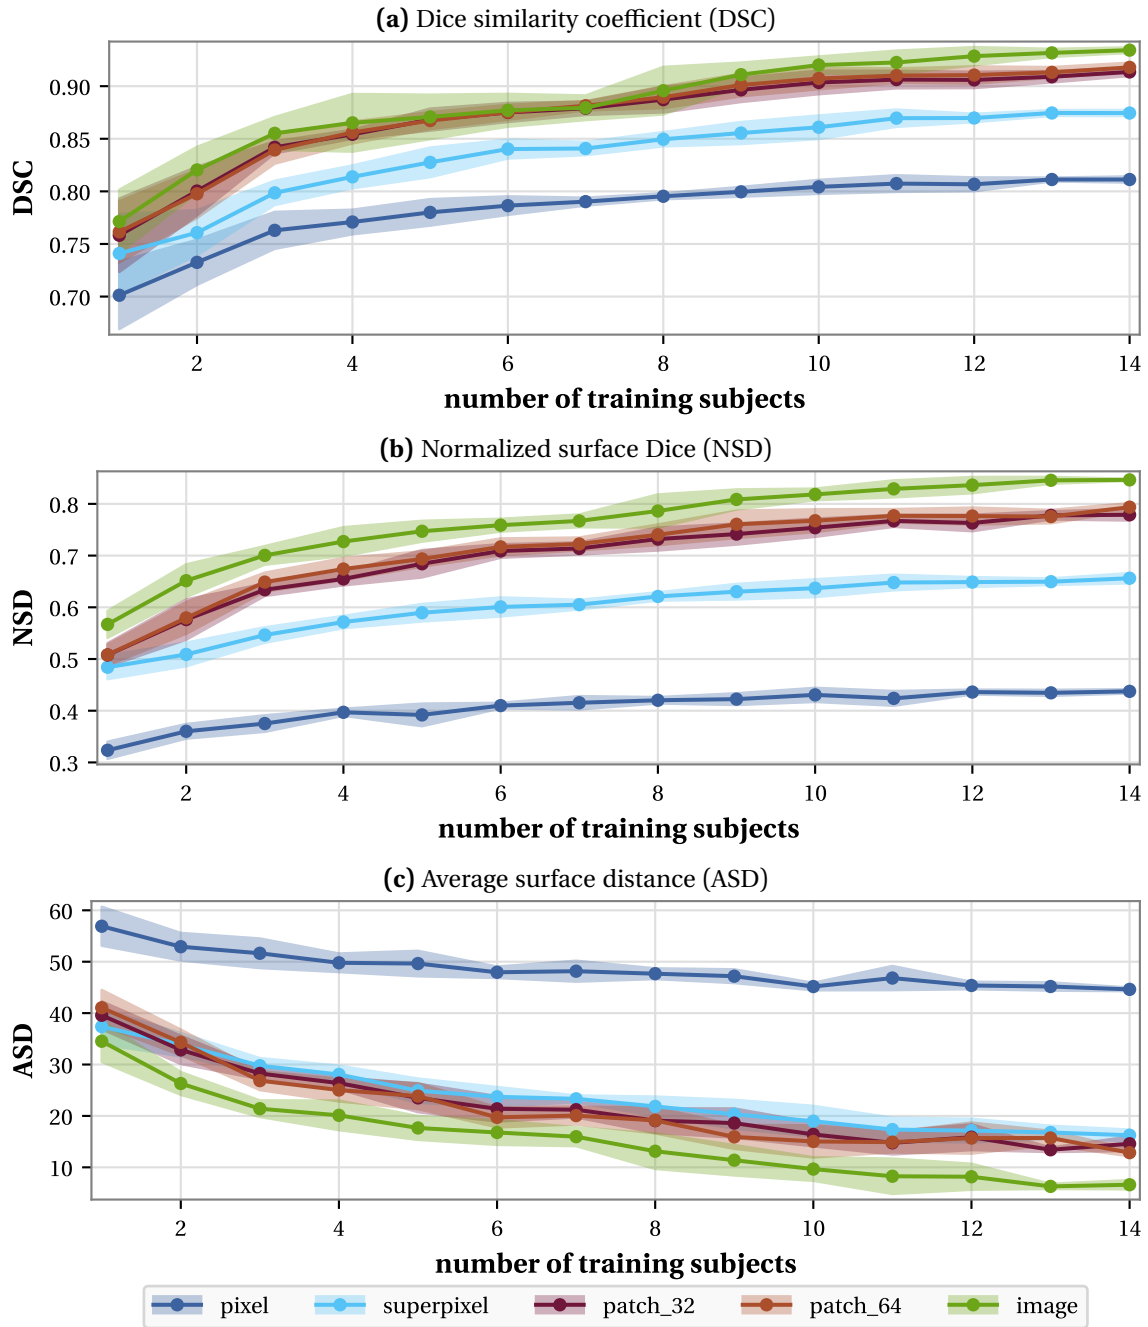 (a) Dice similarity coefficient (DSC)
0.90
0.85
0.80
0.75
0.70
DSC
2 4 6 8 10 12 14
number of training subjects
(b) Normalized surface Dice (NSD)
0.8
0.7
0.6
0.5
0.4
0.3
NSD
2 4 6 8 10 12 14
number of training subjects
(c) Average surface distance (ASD)
60
50
40
30
20
10
ASD
2 4 6 8 10 12 14
number of training subjects
pixel superpixel patch_32 patch_64 image